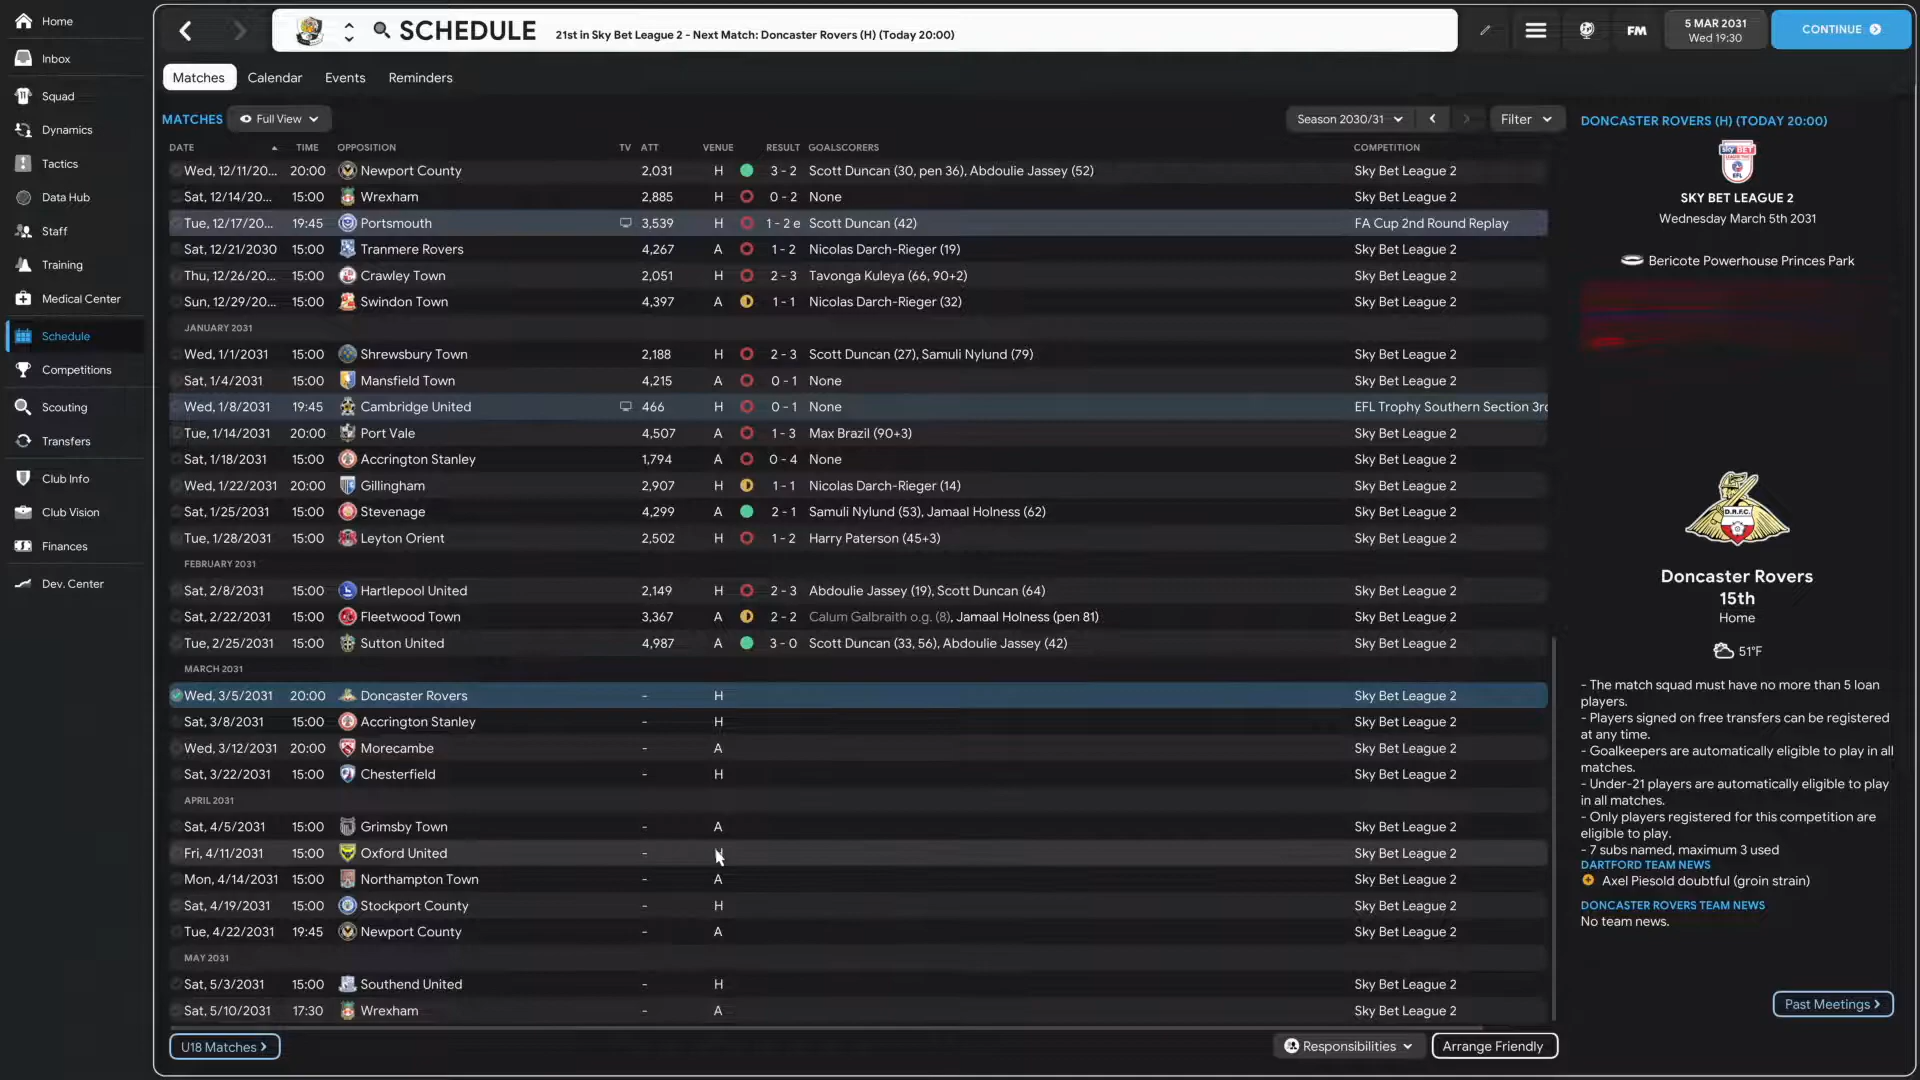 Home
Inbox
Squad
Dynamics
Tactics
Data Hub
Staff
Training
Medical Center
Schedule
Competitions
Scouting
Transfers
Club Info
Club Vision
Finances
Dev. Center
SCHEDULE
21st in Sky Bet League 2 - Next Match: Doncaster Rovers (H) (Today 20:00)
FM
5 MAR 2031
Wed 19:30
CONTINUE
Matches Calendar Events Reminders
MATCHES Full View Season 2030/31 Filter
DATE TIME OPPOSITION TV ATT VENUE RESULT GOALSCORERS COMPETITION
Wed, 12/11/20... 20:00 Newport County 2,031 H 3 - 2 Scott Duncan (30, pen 36), Abdoulie Jassey (52) Sky Bet League 2
Sat, 12/14/20... 15:00 Wrexham 2,885 H 0 - 2 None Sky Bet League 2
Tue, 12/17/20... 19:45 Portsmouth 3,539 H 1 - 2 e Scott Duncan (42) FA Cup 2nd Round Replay
Sat, 12/21/2030 15:00 Tranmere Rovers 4,267 A 1 - 2 Nicolas Darch-Rieger (19) Sky Bet League 2
Thu, 12/26/20... 15:00 Crawley Town 2,051 H 2 - 3 Tavonga Kuleya (66, 90+2) Sky Bet League 2
Sun, 12/29/20... 15:00 Swindon Town 4,397 A 1 - 1 Nicolas Darch-Rieger (32) Sky Bet League 2
JANUARY 2031
Wed, 1/1/2031 15:00 Shrewsbury Town 2,188 H 2 - 3 Scott Duncan (27), Samuli Nylund (79) Sky Bet League 2
Sat, 1/4/2031 15:00 Mansfield Town 4,215 A 0 - 1 None Sky Bet League 2
Wed, 1/8/2031 19:45 Cambridge United 466 H 0 - 1 None EFL Trophy Southern Section 3rd
Tue, 1/14/2031 20:00 Port Vale 4,507 A 1 - 3 Max Brazil (90+3) Sky Bet League 2
Sat, 1/18/2031 15:00 Accrington Stanley 1,794 A 0 - 4 None Sky Bet League 2
Wed, 1/22/2031 20:00 Gillingham 2,907 H 1 - 1 Nicolas Darch-Rieger (14) Sky Bet League 2
Sat, 1/25/2031 15:00 Stevenage 4,299 A 2 - 1 Samuli Nylund (53), Jamaal Holness (62) Sky Bet League 2
Tue, 1/28/2031 15:00 Leyton Orient 2,502 H 1 - 2 Harry Paterson (45+3) Sky Bet League 2
FEBRUARY 2031
Sat, 2/8/2031 15:00 Hartlepool United 2,149 H 2 - 3 Abdoulie Jassey (19), Scott Duncan (64) Sky Bet League 2
Sat, 2/22/2031 15:00 Fleetwood Town 3,367 A 2 - 2 Calum Galbraith o.g. (8), Jamaal Holness (pen 81) Sky Bet League 2
Tue, 2/25/2031 15:00 Sutton United 4,987 A 3 - 0 Scott Duncan (33, 56), Abdoulie Jassey (42) Sky Bet League 2
MARCH 2031
Wed, 3/5/2031 20:00 Doncaster Rovers - H Sky Bet League 2
Sat, 3/8/2031 15:00 Accrington Stanley - H Sky Bet League 2
Wed, 3/12/2031 20:00 Morecambe - A Sky Bet League 2
Sat, 3/22/2031 15:00 Chesterfield - H Sky Bet League 2
APRIL 2031
Sat, 4/5/2031 15:00 Grimsby Town - A Sky Bet League 2
Fri, 4/11/2031 15:00 Oxford United - H Sky Bet League 2
Mon, 4/14/2031 15:00 Northampton Town - A Sky Bet League 2
Sat, 4/19/2031 15:00 Stockport County - H Sky Bet League 2
Tue, 4/22/2031 19:45 Newport County - A Sky Bet League 2
MAY 2031
Sat, 5/3/2031 15:00 Southend United - H Sky Bet League 2
Sat, 5/10/2031 17:30 Wrexham - A Sky Bet League 2
U18 Matches
Responsibilities
Arrange Friendly
DONCASTER ROVERS (H) (TODAY 20:00)
sky BET
EFL
SKY BET LEAGUE 2
Wednesday March 5th 2031
Bericote Powerhouse Princes Park
D.R.F.C.
Doncaster Rovers
15th
Home
51°F
- The match squad must have no more than 5 loan
players.
- Players signed on free transfers can be registered
at any time.
- Goalkeepers are automatically eligible to play in all
matches.
- Under-21 players are automatically eligible to play
in all matches.
- Only players registered for this competition are
eligible to play.
- 7 subs named, maximum 3 used
DARTFORD TEAM NEWS
Axel Piesold doubtful (groin strain)
DONCASTER ROVERS TEAM NEWS
No team news.
Past Meetings